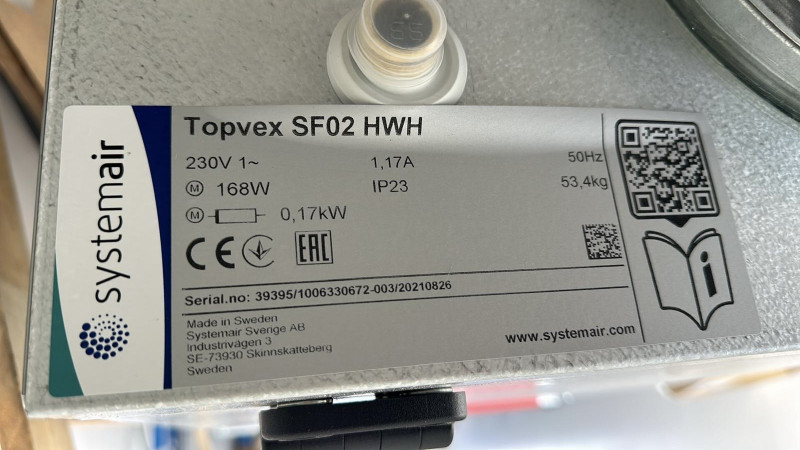 systemair
Topvex SF02 HWH
230V 1~ 1,17A 50Hz
M 168W IP23 53,4kg
M 0,17kW
CE EAC
Serial.no: 39395/1006330672-003/20210826
Made in Sweden
Systemair Sverige AB
Industrivägen 3
SE-73930 Skinnskatteberg
Sweden
www.systemair.com
i